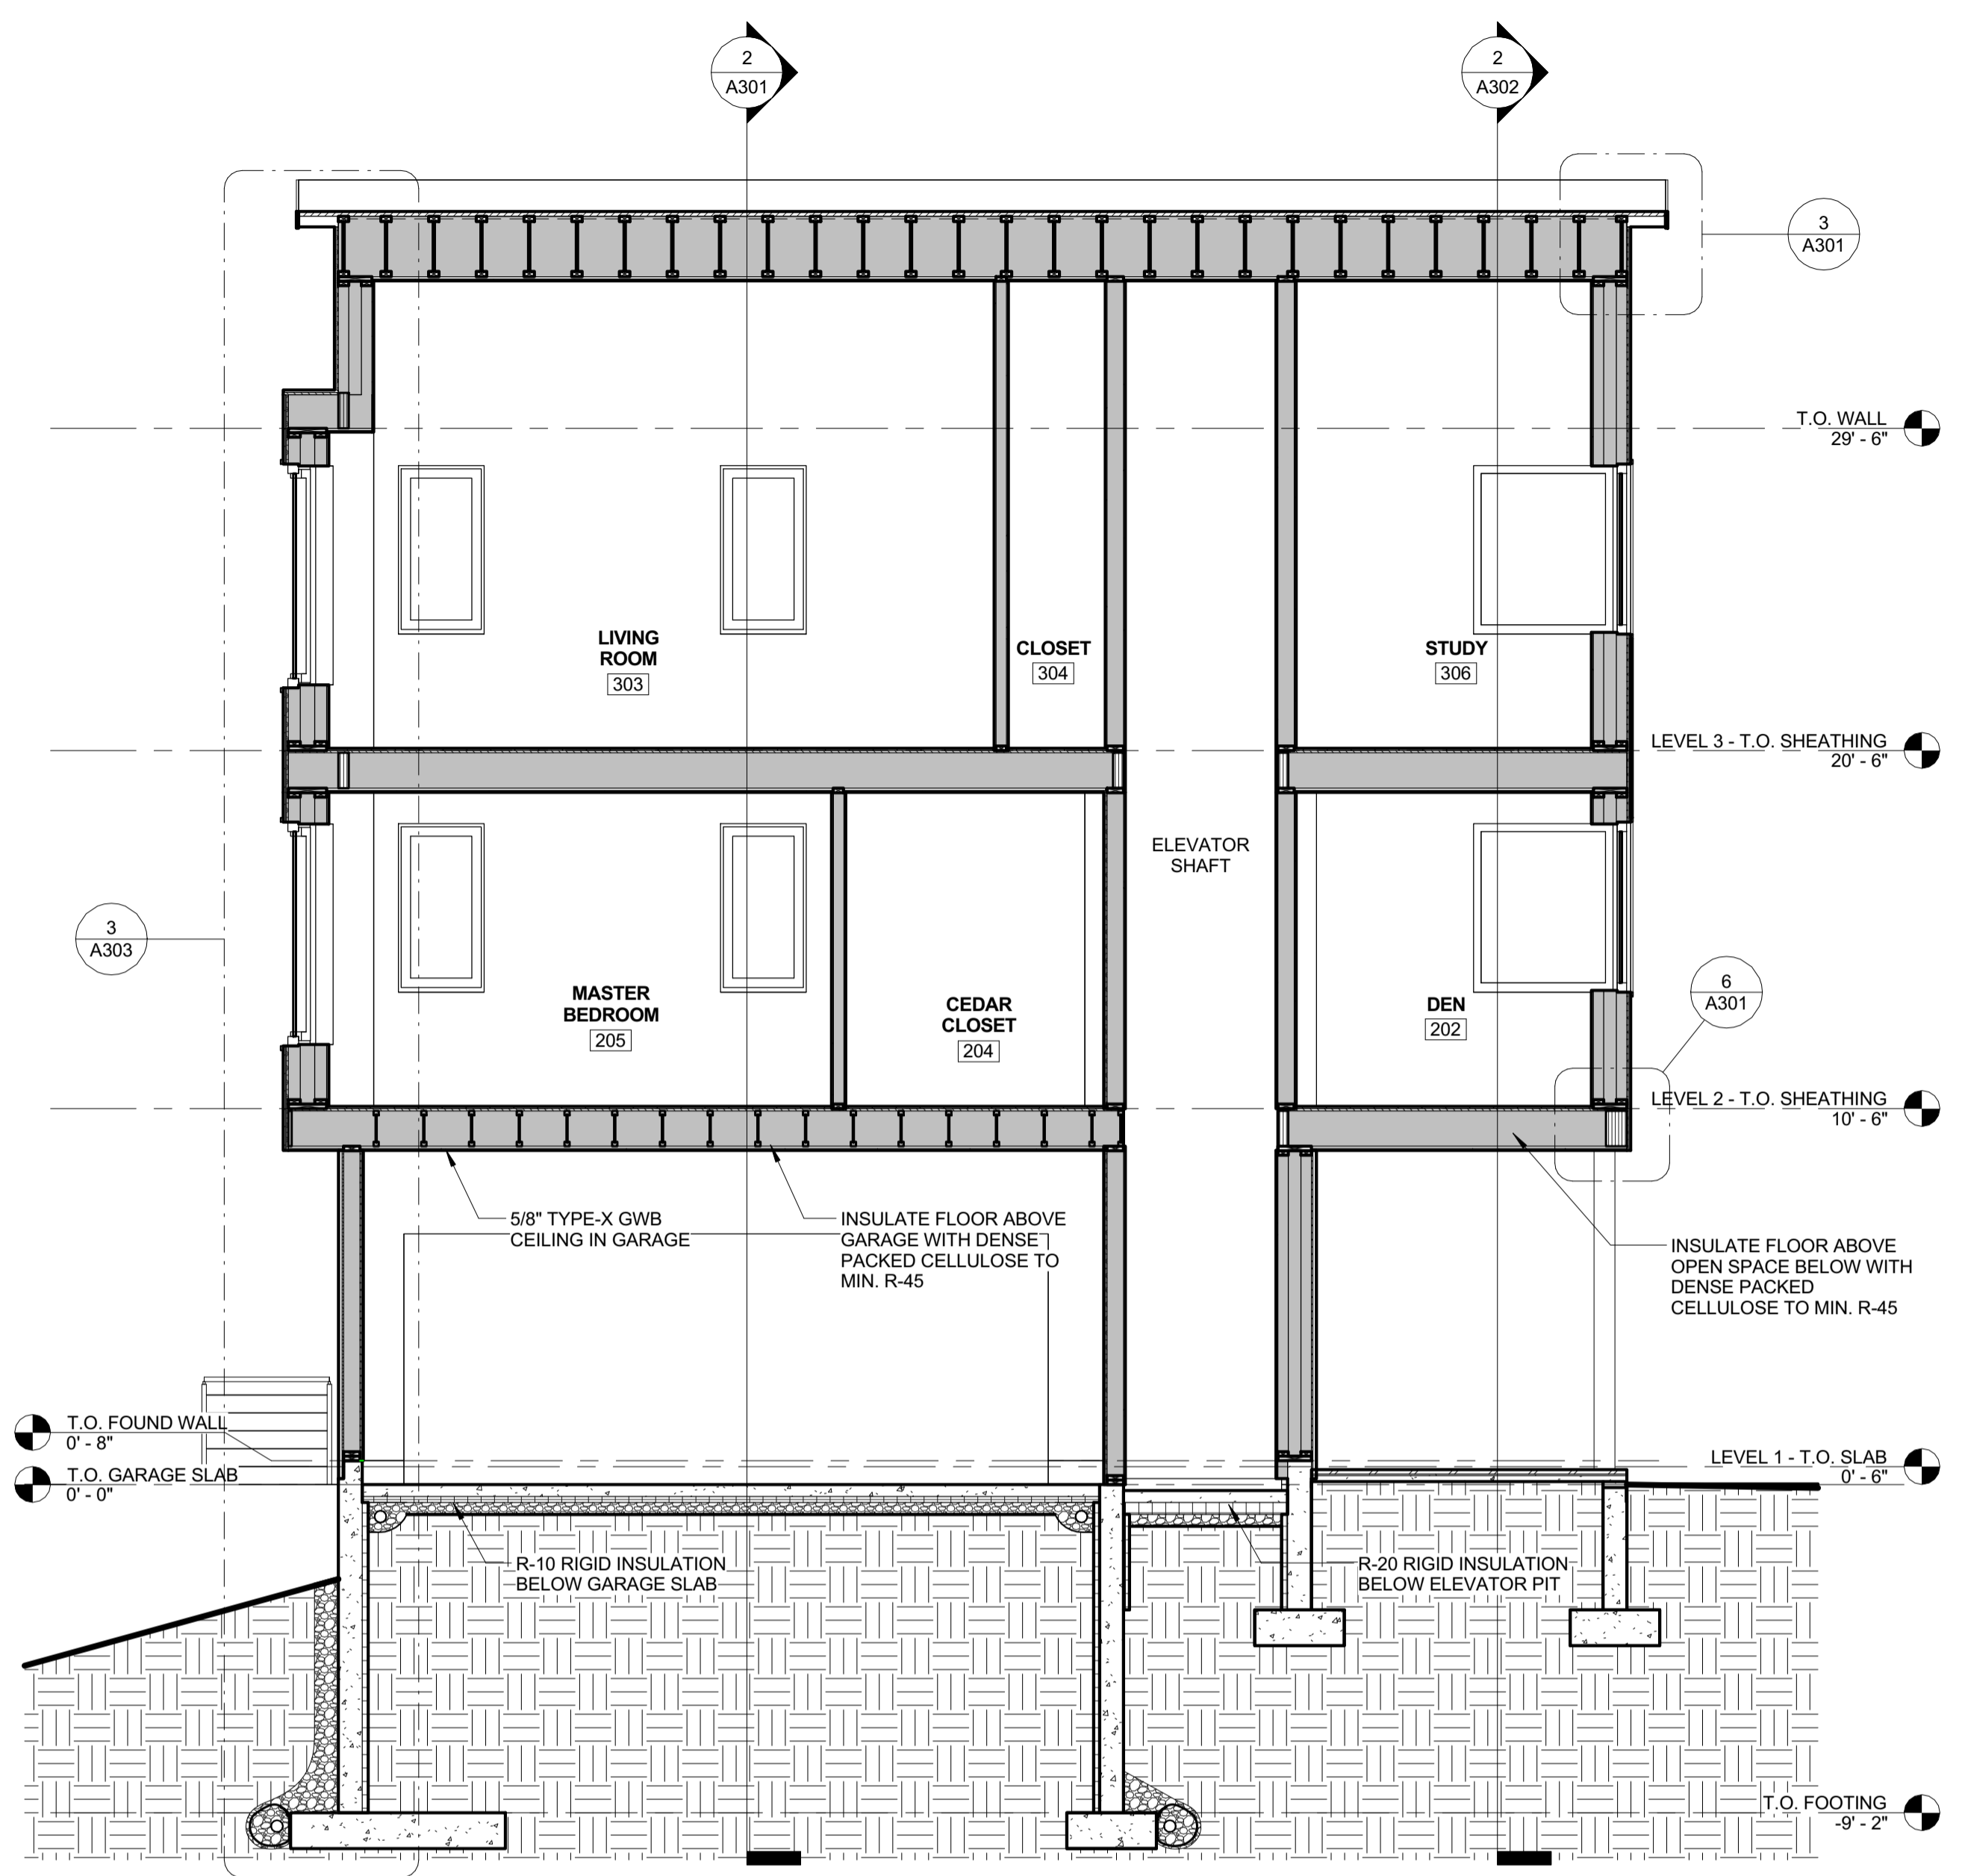 2
A301
2
A302
3
A301
T.O. WALL
29' - 6"
LIVING
ROOM
303
CLOSET
304
STUDY
306
LEVEL 3 - T.O. SHEATHING
20' - 6"
ELEVATOR
SHAFT
3
A303
MASTER
BEDROOM
205
CEDAR
CLOSET
204
DEN
202
6
A301
LEVEL 2 - T.O. SHEATHING
10' - 6"
5/8" TYPE-X GWB
CEILING IN GARAGE
INSULATE FLOOR ABOVE
GARAGE WITH DENSE
PACKED CELLULOSE TO
MIN. R-45
INSULATE FLOOR ABOVE
OPEN SPACE BELOW WITH
DENSE PACKED
CELLULOSE TO MIN. R-45
T.O. FOUND WALL
0' - 8"
T.O. GARAGE SLAB
0' - 0"
LEVEL 1 - T.O. SLAB
0' - 6"
R-10 RIGID INSULATION
BELOW GARAGE SLAB
R-20 RIGID INSULATION
BELOW ELEVATOR PIT
T.O. FOOTING
-9' - 2"